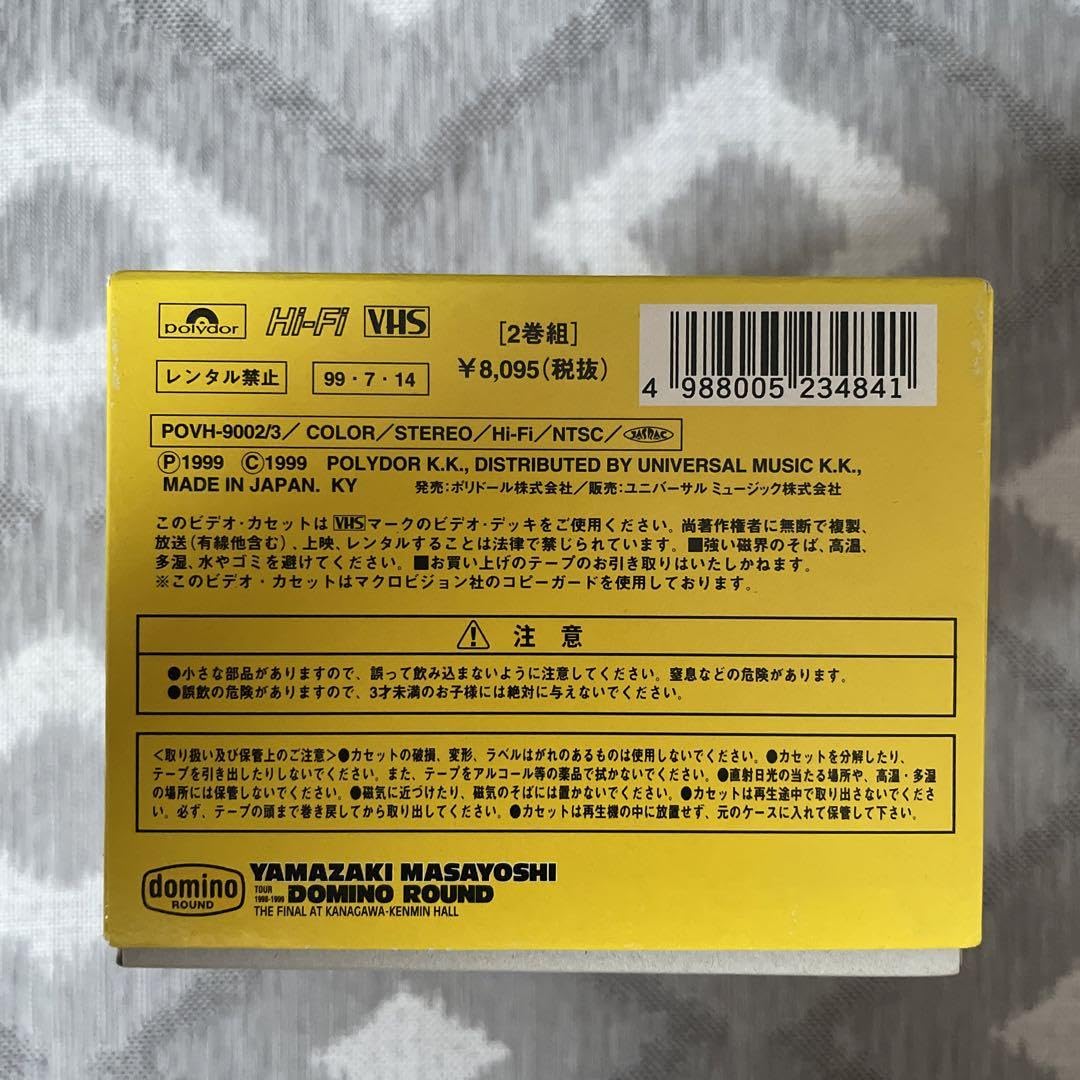 polydor Hi-Fi VHS
[2巻組]
レンタル禁止 99・7・14 ¥8,095(税抜)
4 988005 234841
POVH-9002/3/COLOR/STEREO/Hi-Fi/NTSC/JASRAC
Ⓟ1999 Ⓒ1999 POLYDOR K.K., DISTRIBUTED BY UNIVERSAL MUSIC K.K.,
MADE IN JAPAN. KY 発売:ポリドール株式会社/販売:ユニバーサル ミュージック株式会社
このビデオ・カセットはVHSマークのビデオ・デッキをご使用ください。尚著作権者に無断で複製、
放送(有線他含む)、上映、レンタルすることは法律で禁じられています。■強い磁界のそば、高温、
多湿、水やゴミを避けてください。■お買い上げのテープのお引き取りはいたしかねます。
※このビデオ・カセットはマクロビジョン社のコピーガードを使用しております。
⚠ 注意
●小さな部品がありますので、誤って飲み込まないように注意してください。窒息などの危険があります。
●誤飲の危険がありますので、3才未満のお子様には絶対に与えないでください。
<取り扱い及び保管上のご注意>●カセットの破損、変形、ラベルはがれのあるものは使用しないでください。●カセットを分解したり、
テープを引き出したりしないでください。また、テープをアルコール等の薬品で拭かないでください。●直射日光の当たる場所や、高温・多湿
の場所には保管しないでください。●磁気に近づけたり、磁気のそばには置かないでください。●カセットは再生途中で取り出さないでくださ
い。必ず、テープの頭まで巻き戻してから取り出してください。●カセットは再生機の中に放置せず、元のケースに入れて保管して下さい。
domino
ROUND
YAMAZAKI MASAYOSHI
TOUR
1998-1999 DOMINO ROUND
THE FINAL AT KANAGAWA-KENMIN HALL